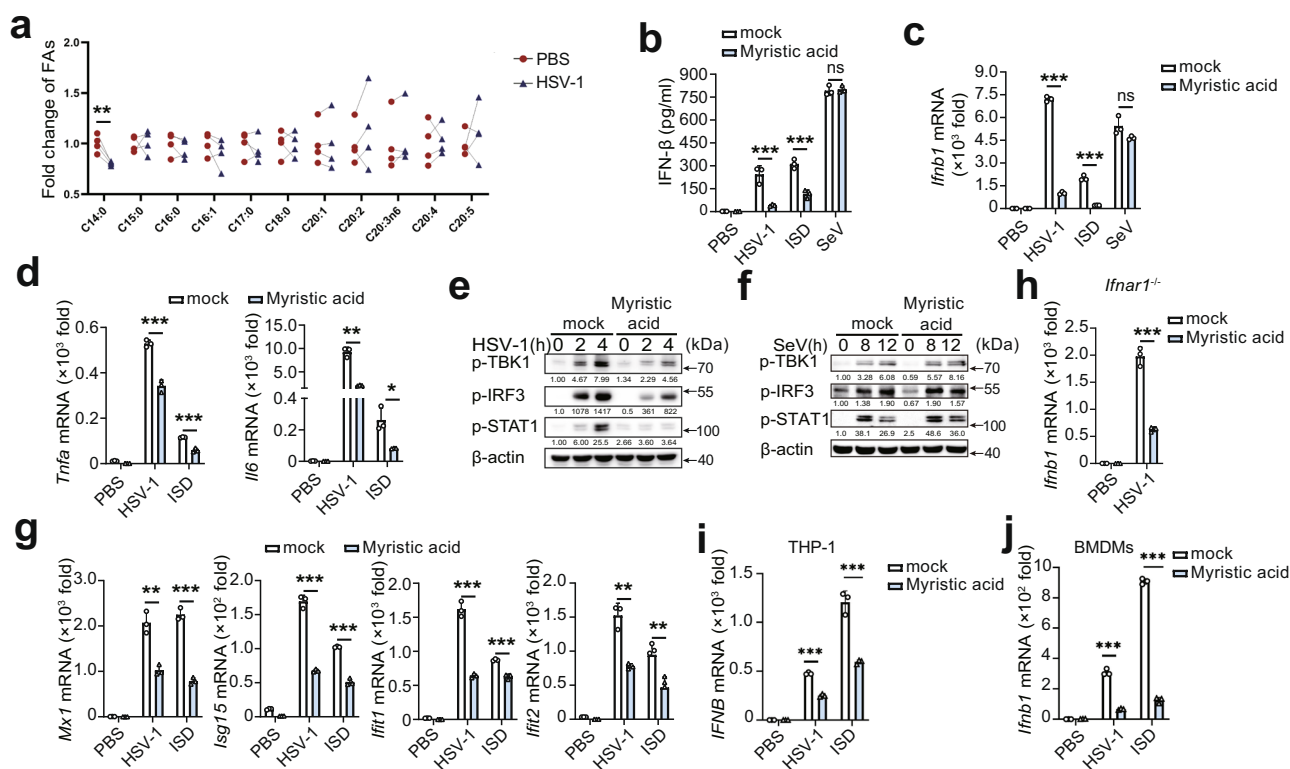 a
Fold change of FAs
2.0
1.5
1.0
0.5
**
C14:0 C15:0 C16:0 C16:1 C17:0 C18:0 C20:1 C20:2 C20:3n6 C20:4 C20:5
PBS
HSV-1
b
mock
Myristic acid
IFN-β (pg/ml)
900
750
600
450
300
150
0
*** *** ns
PBS HSV-1 ISD SeV
c
mock
Myristic acid
Ifnb1 mRNA
(×10³ fold)
9.0
7.5
6.0
4.5
3.0
1.5
0
*** *** ns
PBS HSV-1 ISD SeV
d
mock Myristic acid
Tnfa mRNA (×10³ fold)
0.6
0.4
0.2
0
*** ***
PBS HSV-1 ISD
Il6 mRNA (×10³ fold)
15.0
10.0
5.0
0.4
0.2
0
** *
PBS HSV-1 ISD
e
Myristic
mock acid
HSV-1(h) 0 2 4 0 2 4 (kDa)
p-TBK1 ←70
1.00 4.67 7.99 1.34 2.29 4.56
p-IRF3 ←55
1.0 1078 1417 0.5 361 822
p-STAT1 ←100
1.00 6.00 25.5 2.66 3.60 3.64
β-actin ←40
f
Myristic
mock acid
SeV(h) 0 8 12 0 8 12 (kDa)
p-TBK1 ←70
1.00 3.28 6.08 0.59 5.57 8.16
p-IRF3 ←55
1.00 1.38 1.90 0.67 1.90 1.57
p-STAT1 ←100
1.0 38.1 26.9 2.5 48.6 36.0
β-actin ←40
h
Ifnar1-/-
mock
Myristic acid
Ifnb1 mRNA (×10³ fold)
2.0
1.5
1.0
0.5
0
***
PBS HSV-1
g
mock Myristic acid
Mx1 mRNA (×10³ fold)
3.0
2.0
1.0
0
** ***
PBS HSV-1 ISD
Isg15 mRNA (×10² fold)
2.0
1.5
1.0
0.5
0
*** ***
PBS HSV-1 ISD
Ifit1 mRNA (×10³ fold)
2.0
1.5
1.0
0.5
0
*** ***
PBS HSV-1 ISD
Ifit2 mRNA (×10³ fold)
2.0
1.5
1.0
0.5
0
** **
PBS HSV-1 ISD
i
THP-1
mock
Myristic acid
IFNB mRNA (×10³ fold)
1.5
1.0
0.5
0
*** ***
PBS HSV-1 ISD
j
BMDMs
mock
Myristic acid
Ifnb1 mRNA (×10² fold)
10
8
6
4
2
0
*** ***
PBS HSV-1 ISD